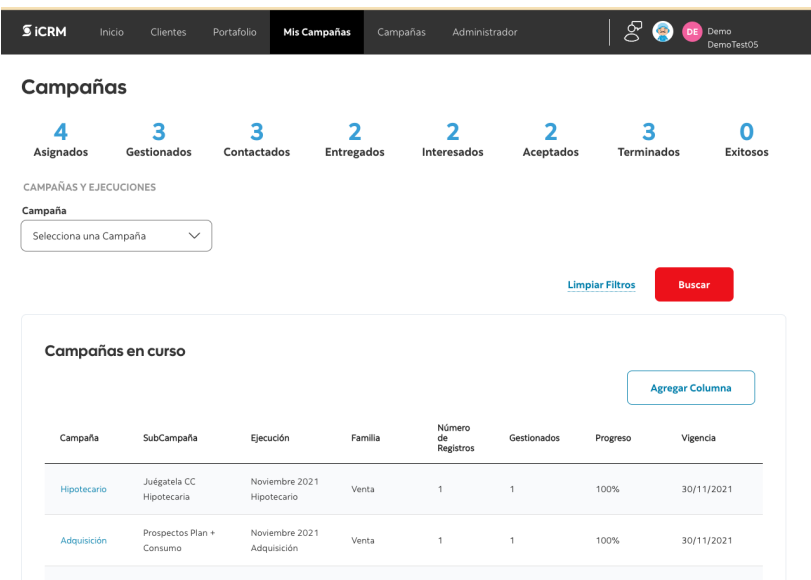 iCRM Inicio Clientes Portafolio Mis Campañas Campañas Administrador DE Demo
DemoTest05
Campañas
4 3 3 2 2 2 3 0
Asignados Gestionados Contactado Entregados Interesados Aceptados Terminados Exitosos
CAMPAÑAS Y EJECUCIONES
Campaña
Selecciona una Campaña
Limpiar Filtros Buscar
Campañas en curso
Agregar Columna
Campaña SubCampaña Ejecución Familia Número de Registros Gestionados Progreso Vigencia
Hipotecario Juégatela CC Hipotecaria Noviembre 2021 Hipotecario Venta 1 1 100% 30/11/2021
Adquisición Prospectos Plan + Consumo Noviembre 2021 Adquisición Venta 1 1 100% 30/11/2021